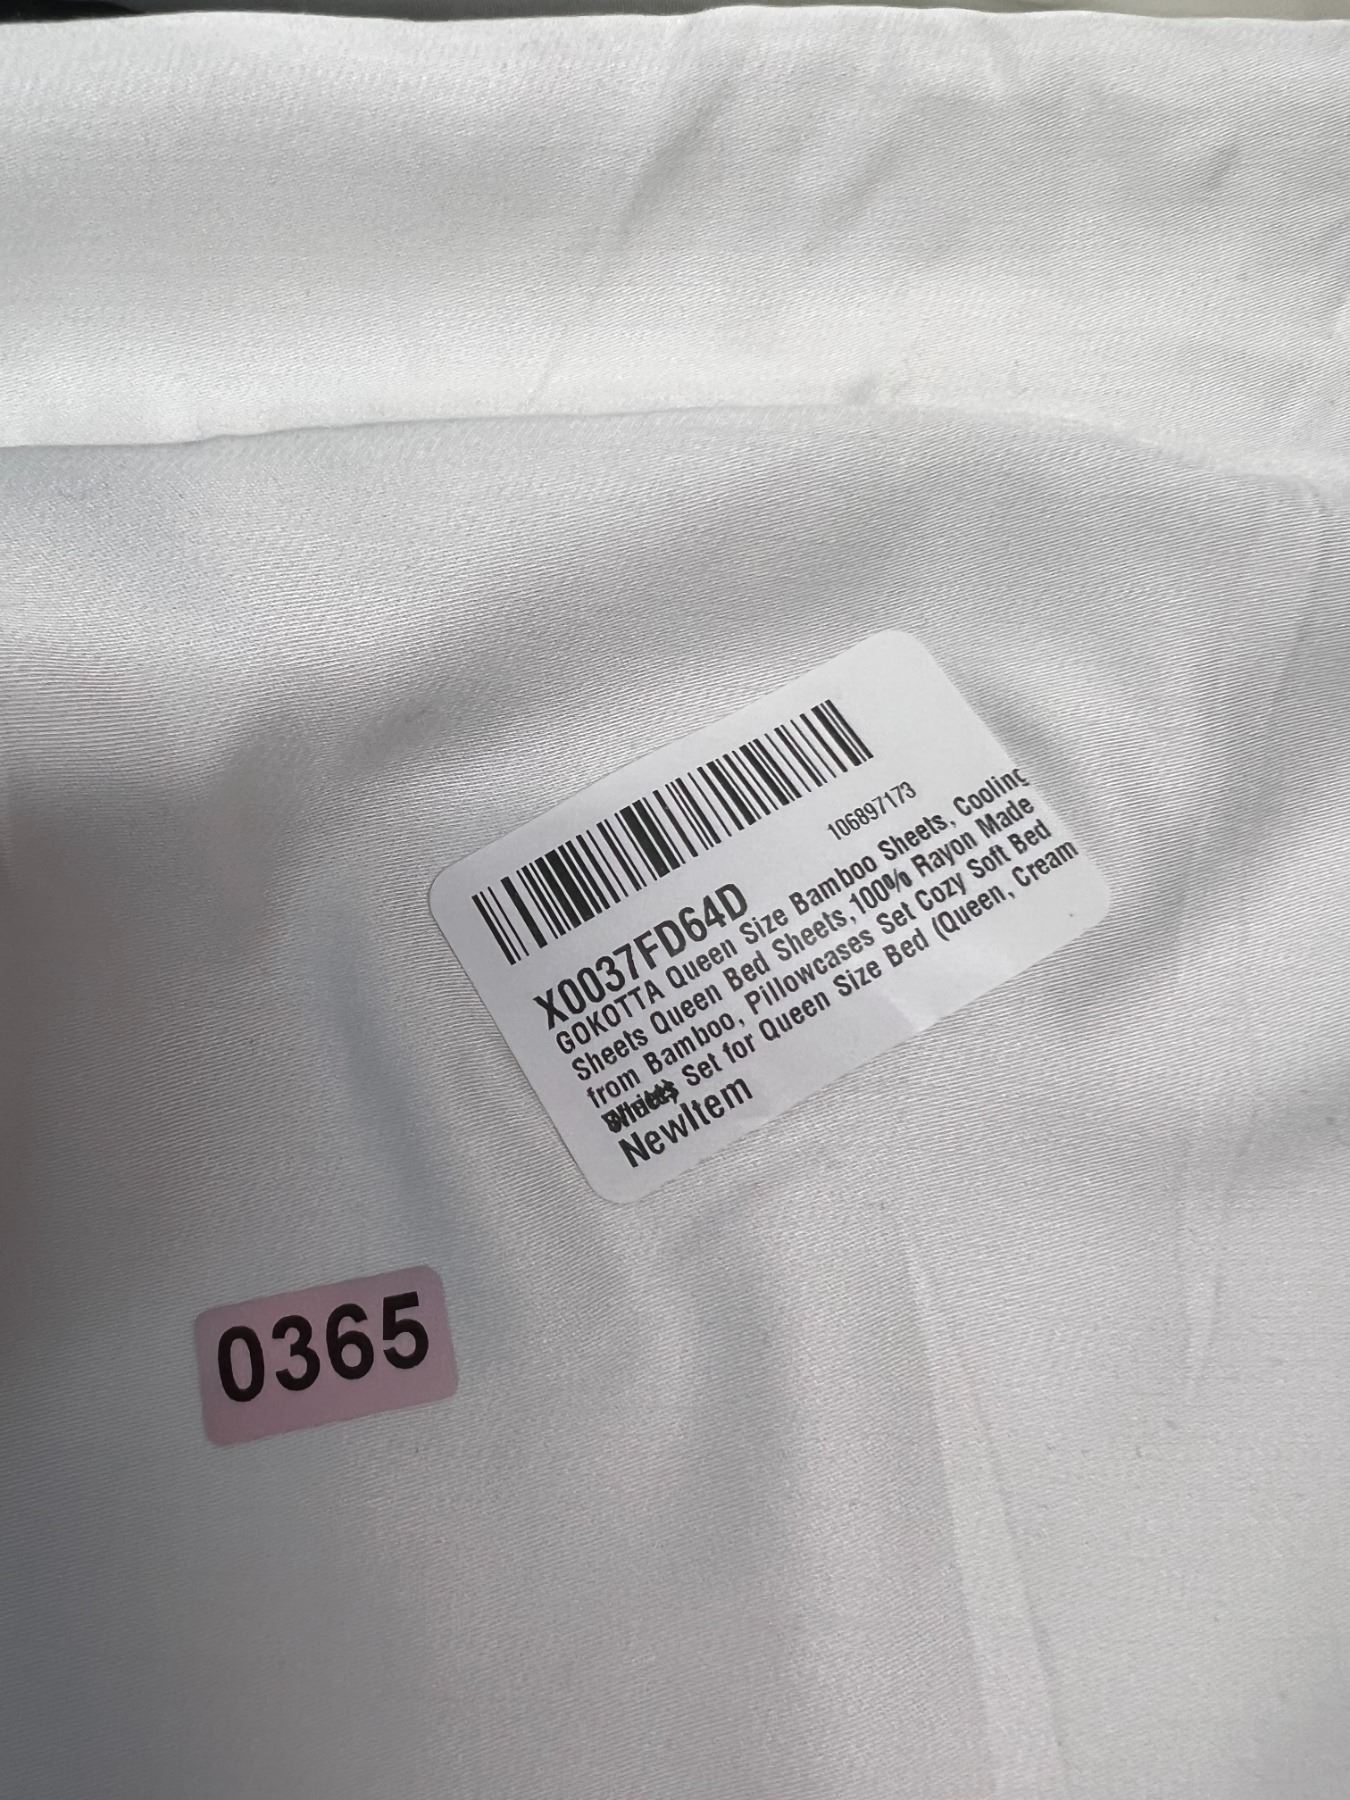 106897173
X0037FD64D
GOKOTTA Queen Size Bamboo Sheets, Cooling
Sheets Queen Bed Sheets,100% Rayon Made
from Bamboo, Pillowcases Set Cozy Soft Bed
Set for Queen Size Bed (Queen, Cream
NewItem
0365